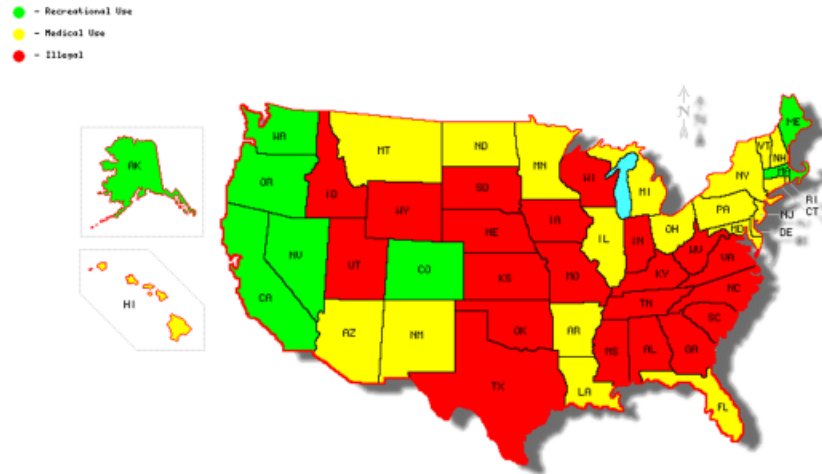 - Recreational Use
- Medical Use
- Illegal
WA
MT
ND
MN
ME
VT
NH
AK
OR
ID
SD
WI
MI
NY
MA
RI
CT
WY
IA
PA
NJ
NE
OH
MD
DE
NV
UT
CO
IL
IN
WV
VA
HI
CA
KS
MO
KY
NC
TN
AZ
NM
OK
AR
SC
MS
AL
GA
TX
LA
FL